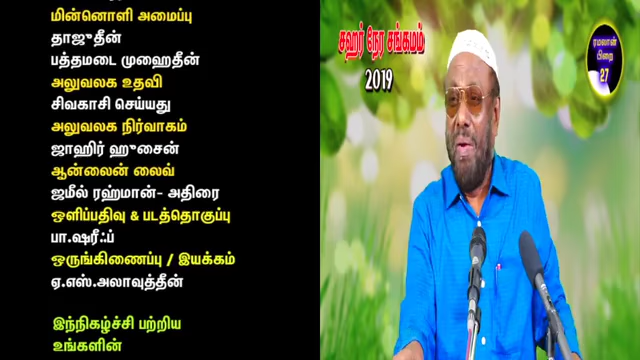 மின்னொளி அமைப்பு
தாஜுதீன்
பத்தமடை முஹைதீன்
அலுவலக உதவி
சிவகாசி செய்யது
அலுவலக நிர்வாகம்
ஜாஹிர் ஹுசைன்
ஆன்லைன் லைவ்
ஜமீல் ரஹ்மான்- அதிரை
ஒளிப்பதிவு & படத்தொகுப்பு
பா.ஷரீஃப்
ஒருங்கிணைப்பு / இயக்கம்
ஏ.எஸ்.அலாவுத்தீன்
இந்நிகழ்ச்சி பற்றிய
உங்களின்
சஹர் நேர சங்கமம்
2019
ரமலான்
பிறை
27